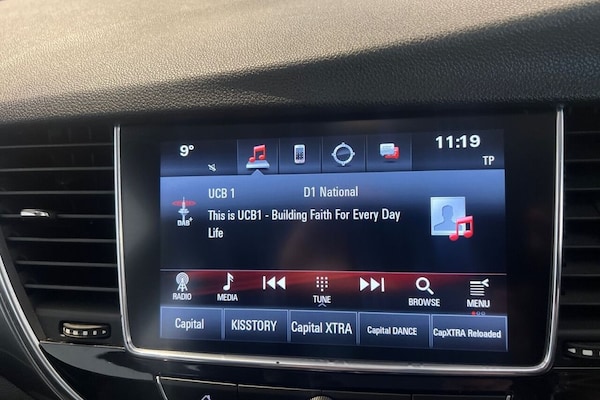 9° 11:19
TP
UCB 1 D1 National
This is UCB1 - Building Faith For Every Day
Life
DAB+
RADIO MEDIA TUNE BROWSE MENU
Capital KISSTORY Capital XTRA Capital DANCE CapXTRA Reloaded